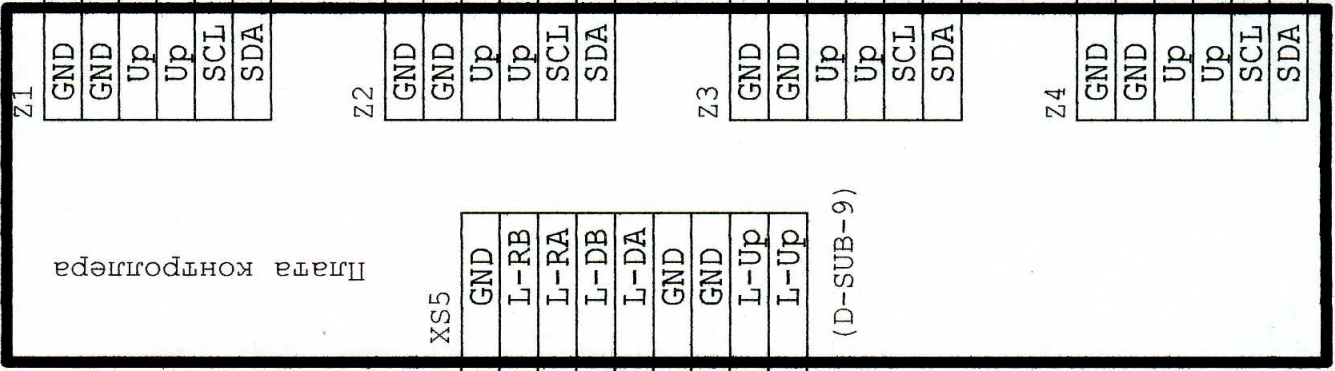 Z1
GND
GND
Up
Up
SCL
SDA
Z2
GND
GND
Up
Up
SCL
SDA
Z3
GND
GND
Up
Up
SCL
SDA
Z4
GND
GND
Up
Up
SCL
SDA
Плата контроллера
XS5
GND
L-RB
L-RA
L-DB
L-DA
GND
GND
L-Up
L-Up
(D-SUB-9)